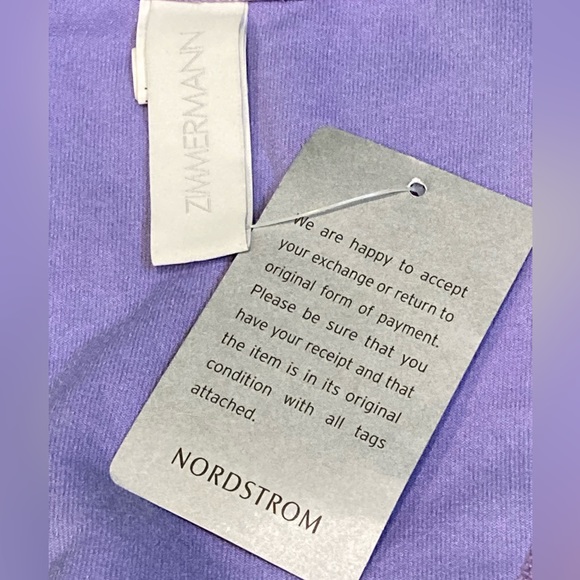 ZIMMERMANN
We are happy to accept
your exchange or return to
original form of payment.
Please be sure that you
have your receipt and that
the item is in its original
condition with all tags
attached.
NORDSTROM